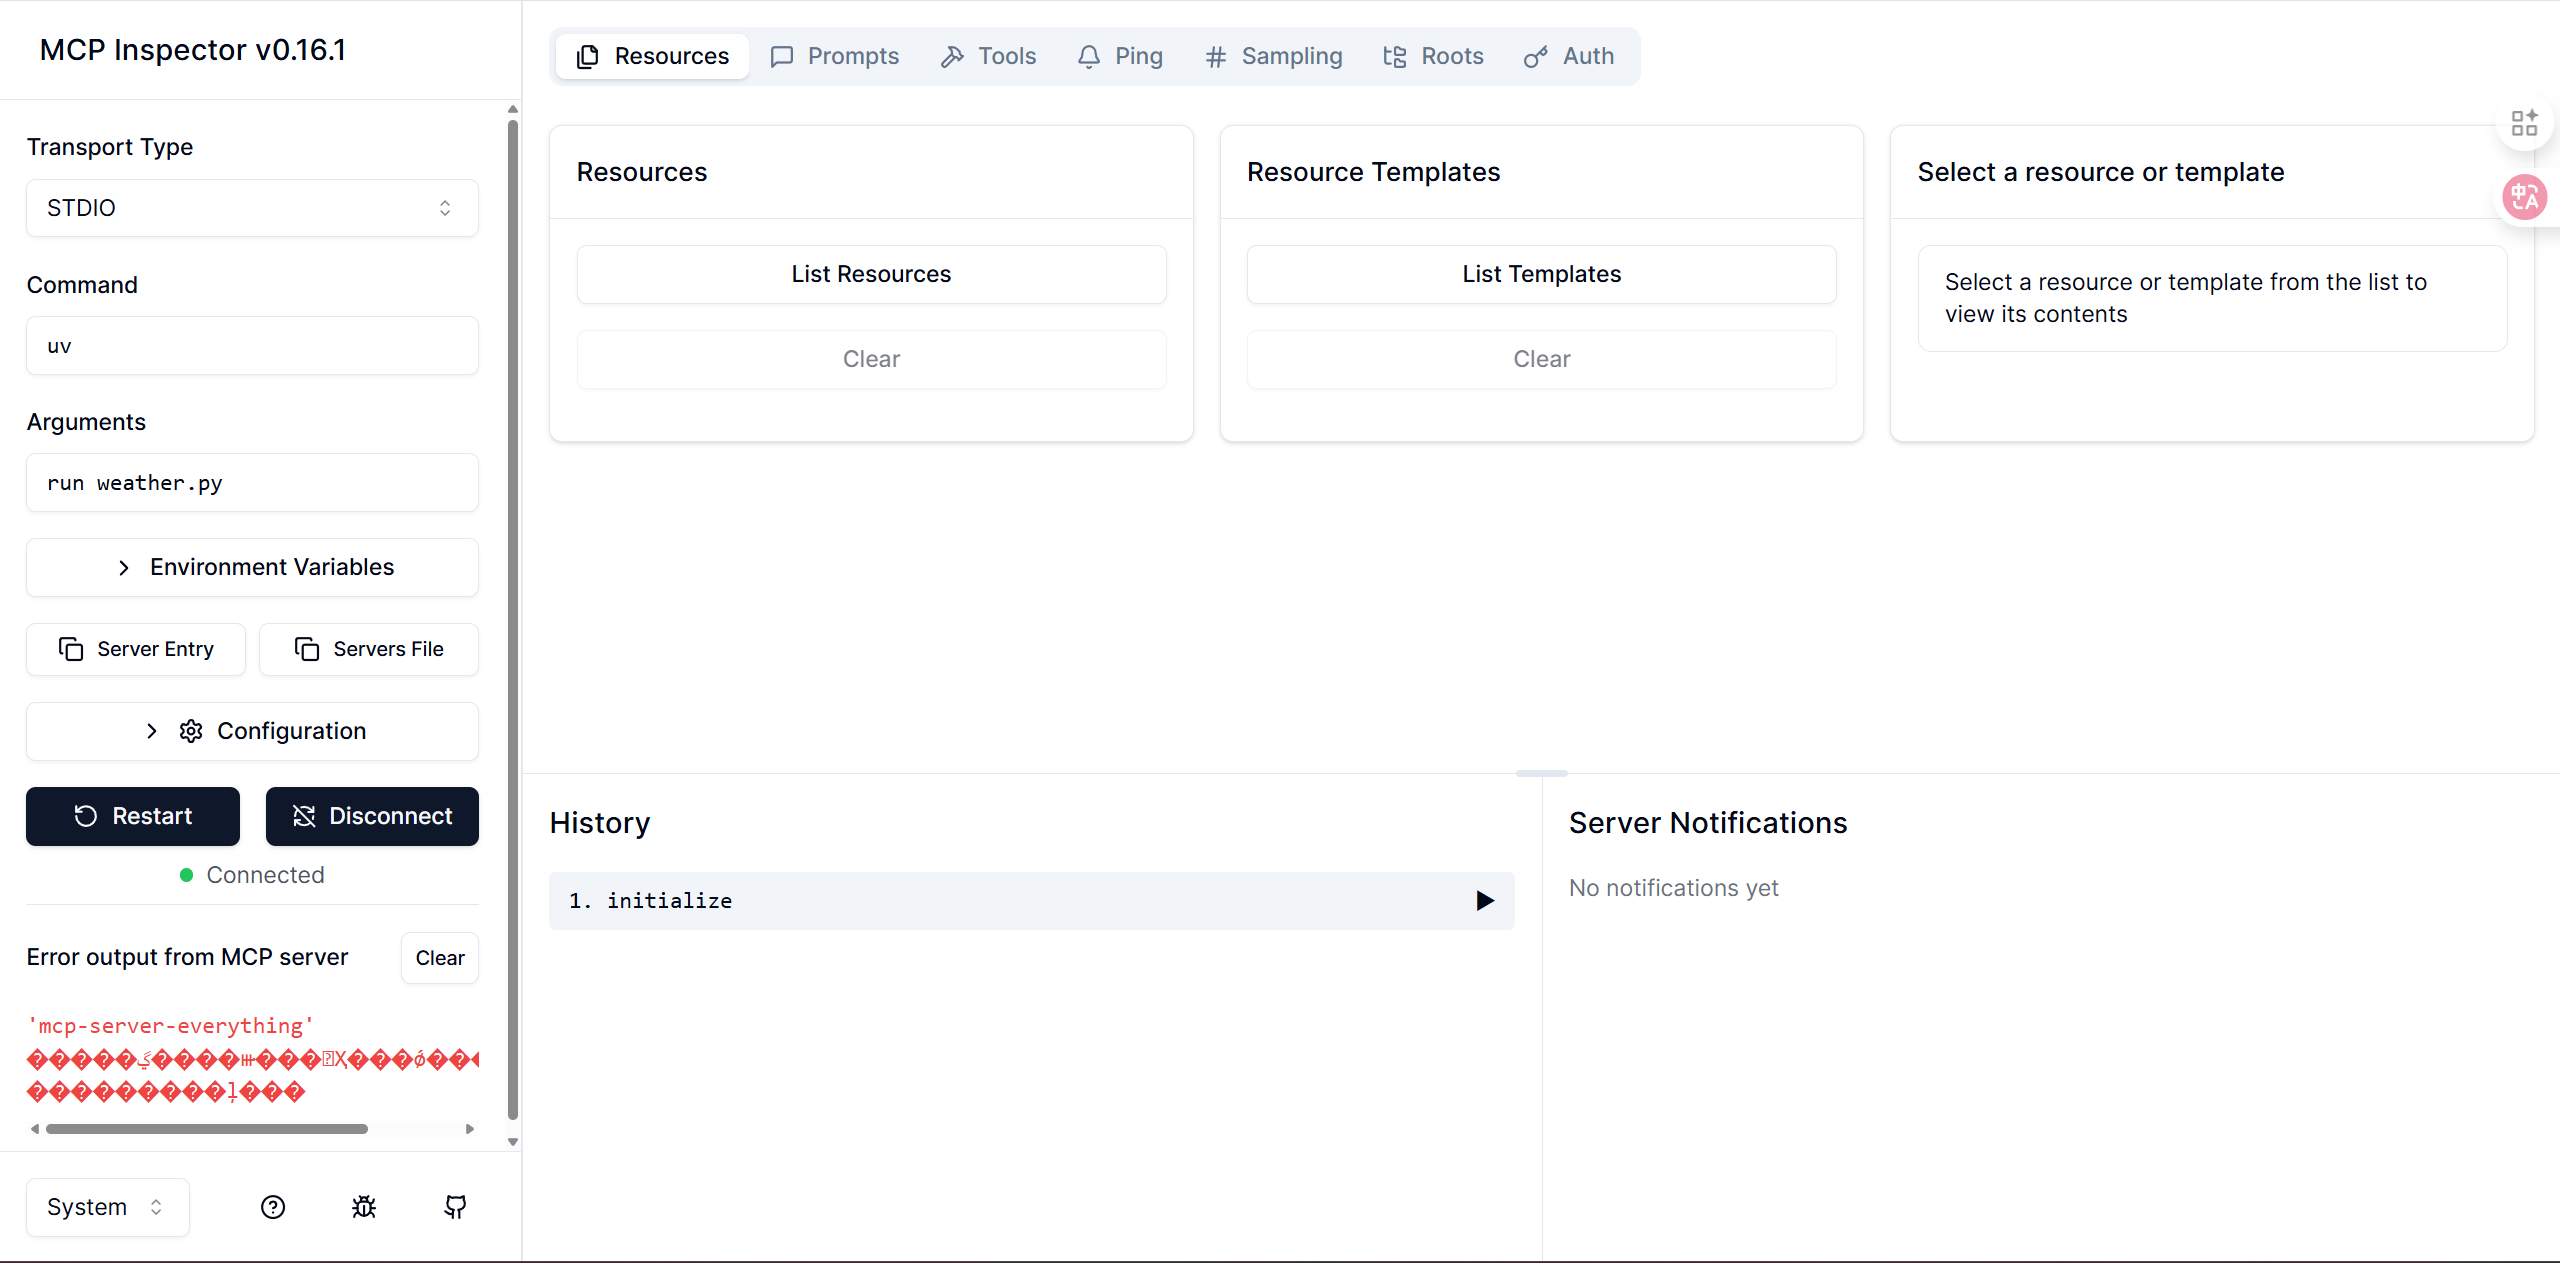 MCP Inspector v0.16.1
Transport Type
STDIO
Command
uv
Arguments
run weather.py
Environment Variables
Server Entry
Servers File
Configuration
Restart
Disconnect
Connected
Error output from MCP server
Clear
'mcp-server-everything'
System
Resources
Prompts
Tools
Ping
Sampling
Roots
Auth
Resources
List Resources
Clear
Resource Templates
List Templates
Clear
Select a resource or template
Select a resource or template from the list to
view its contents
History
1. initialize
Server Notifications
No notifications yet